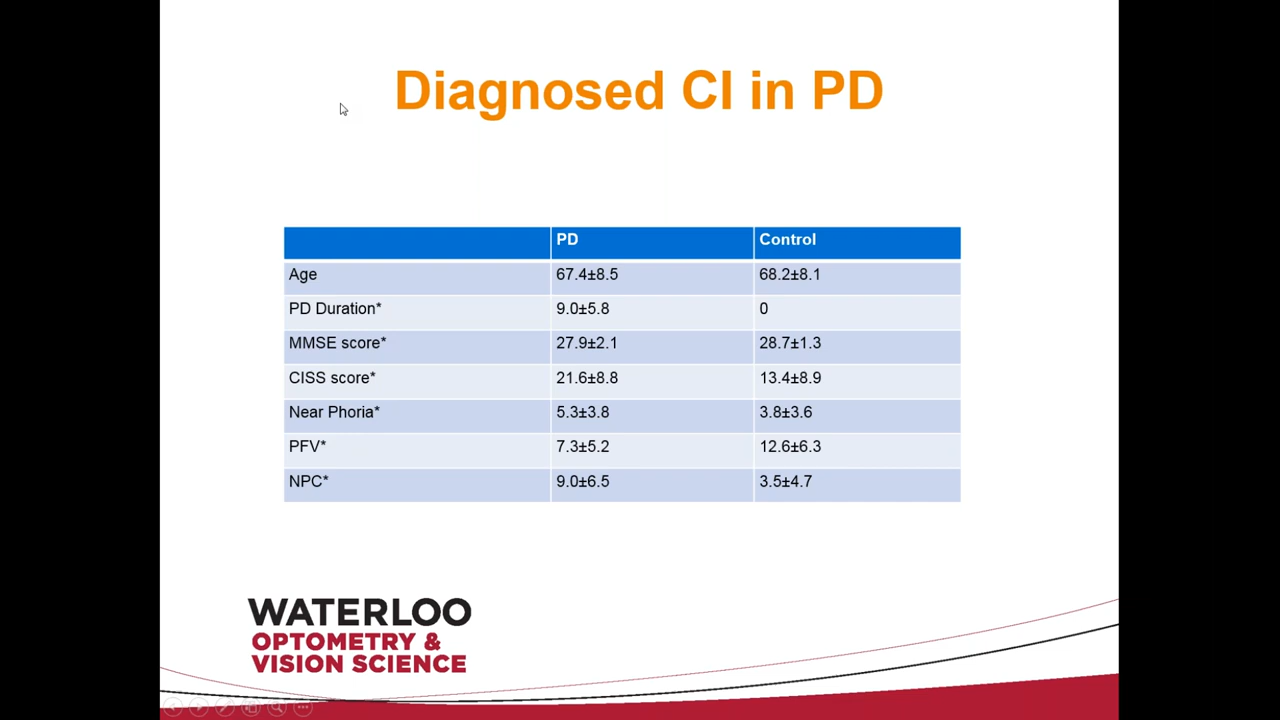 Diagnosed CI in PD
PD Control
Age 67.4±8.5 68.2±8.1
PD Duration* 9.0±5.8 0
MMSE score* 27.9±2.1 28.7±1.3
CISS score* 21.6±8.8 13.4±8.9
Near Phoria* 5.3±3.8 3.8±3.6
PFV* 7.3±5.2 12.6±6.3
NPC* 9.0±6.5 3.5±4.7
WATERLOO
OPTOMETRY &
VISION SCIENCE